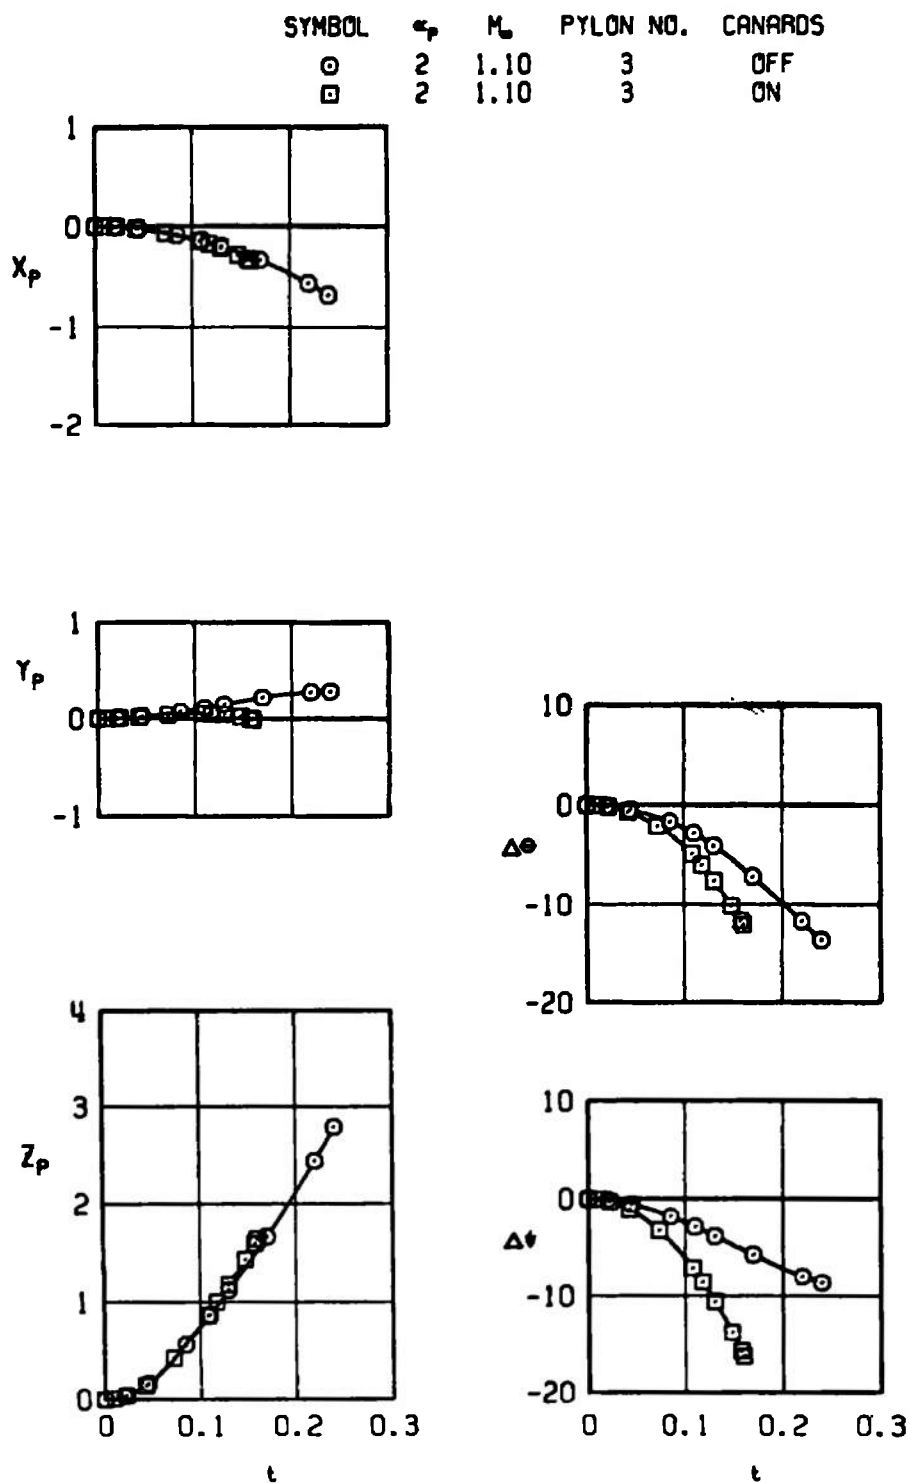 SYMBOL αp M∞ PYLON NO. CANARDS
⊙ 2 1.10 3 OFF
⊡ 2 1.10 3 ON
1
0
Xp
-1
-2
1
Yp
0
-1
10
0
Δθ
-10
-20
4
3
Zp
2
1
0
0 0.1 0.2 0.3
t
10
0
Δψ
-10
-20
0 0.1 0.2 0.3
t